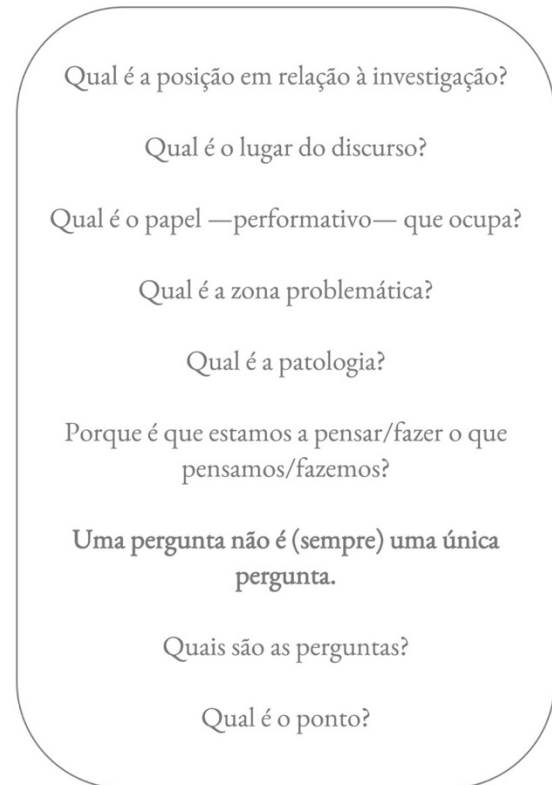 Qual é a posição em relação à investigação?
Qual é o lugar do discurso?
Qual é o papel —performativo— que ocupa?
Qual é a zona problemática?
Qual é a patologia?
Porque é que estamos a pensar/fazer o que
pensamos/fazemos?
Uma pergunta não é (sempre) uma única
pergunta.
Quais são as perguntas?
Qual é o ponto?